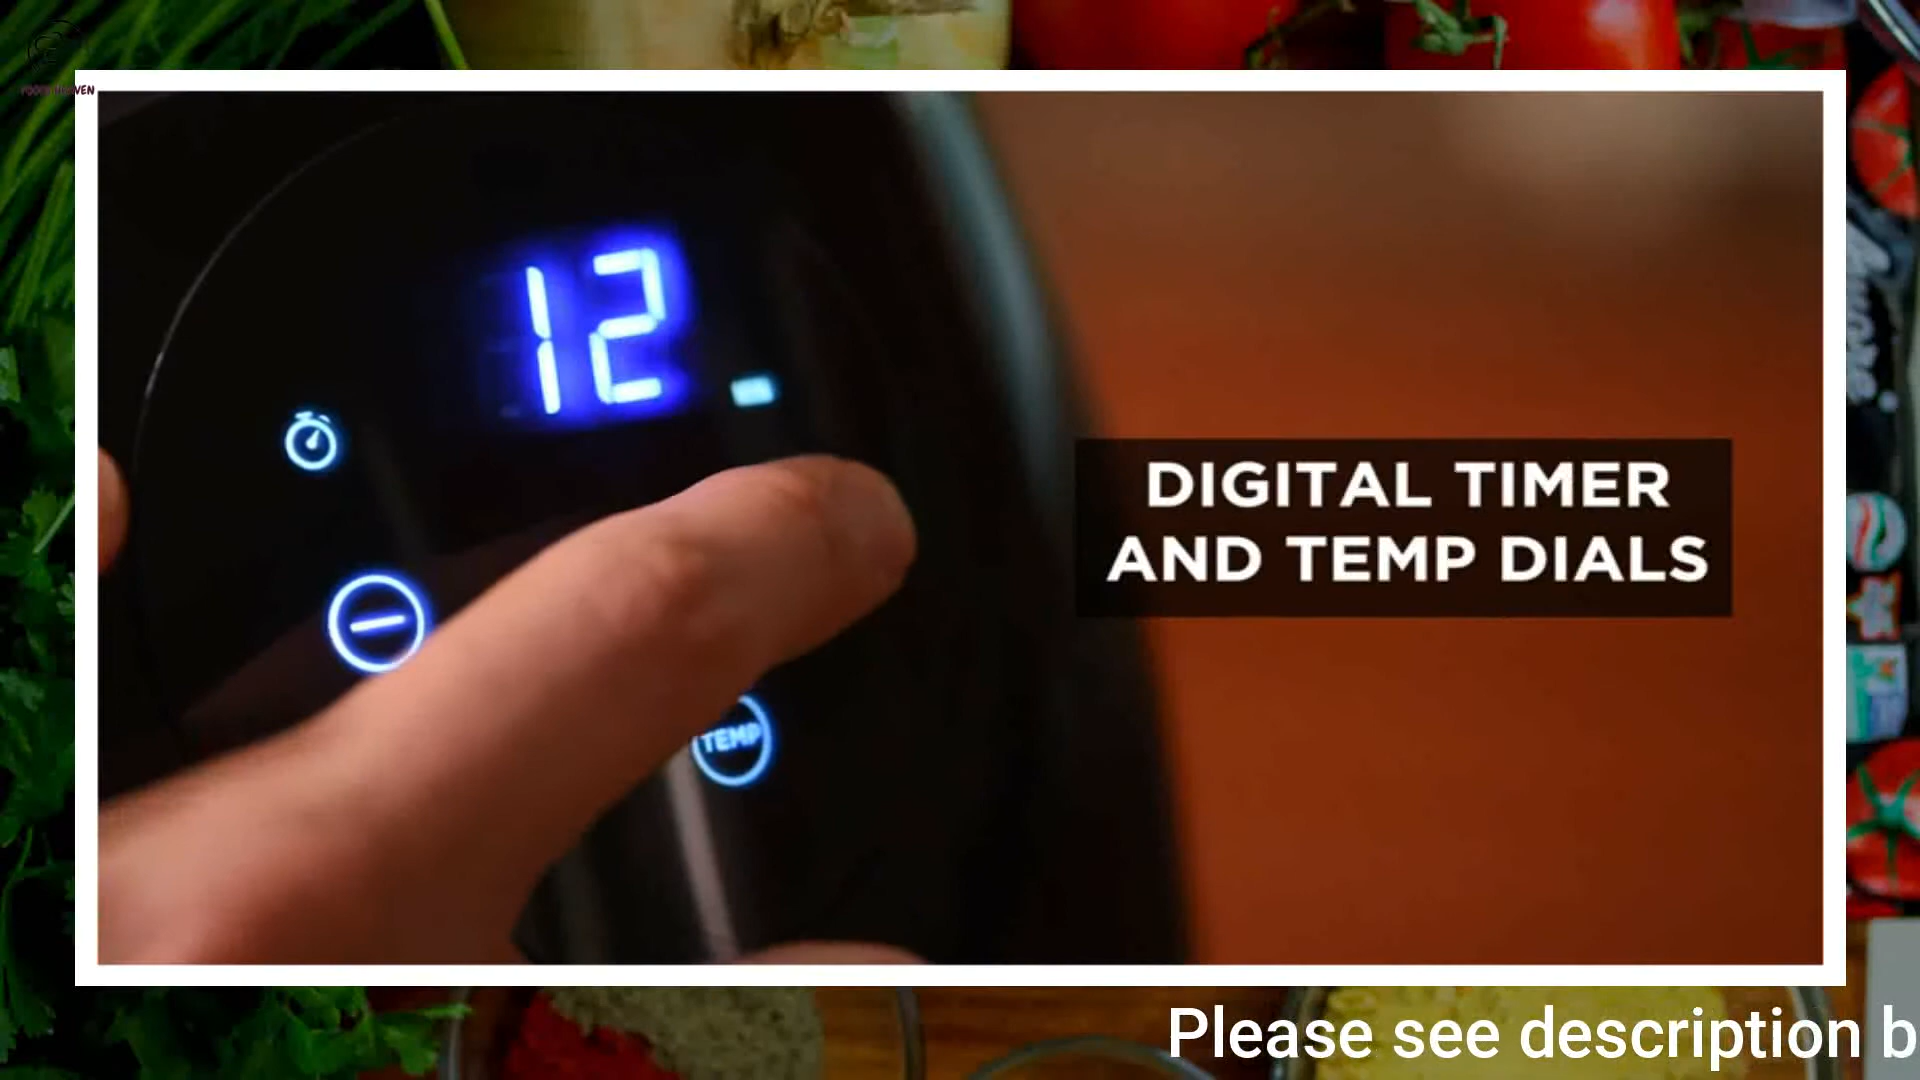 12
TEMP
DIGITAL TIMER
AND TEMP DIALS
Please see description b